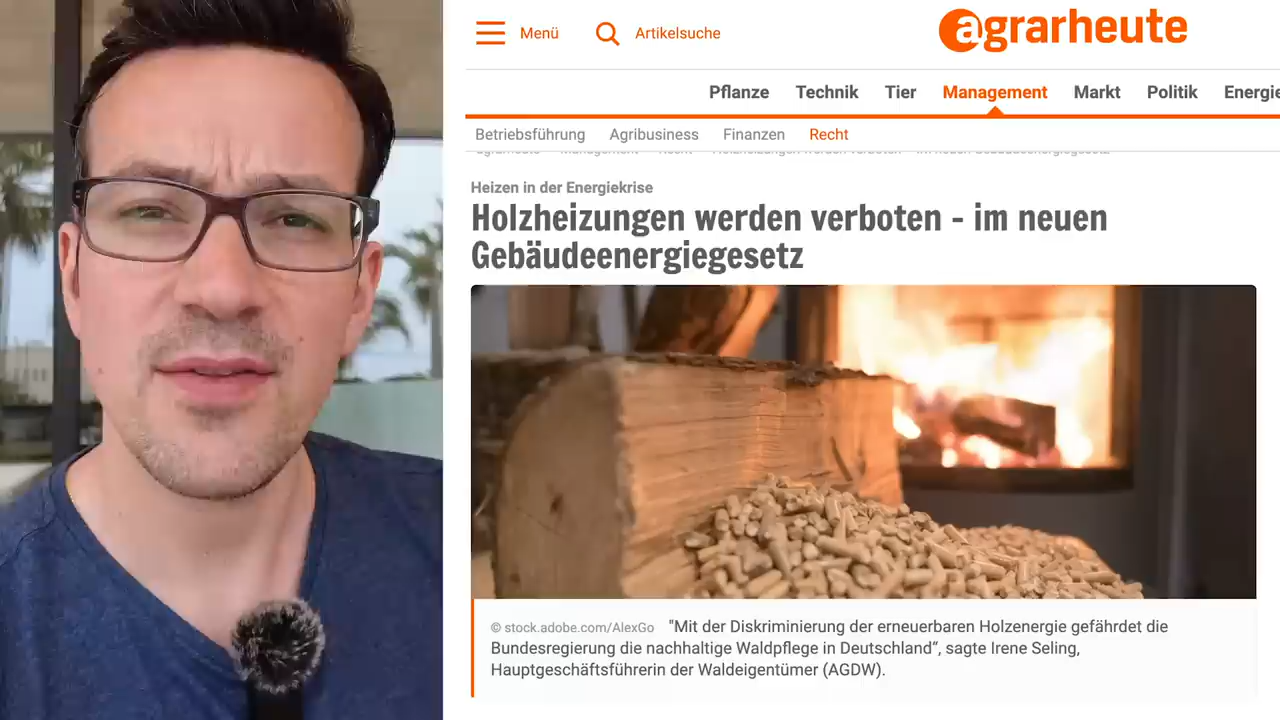 Menü
Artikelsuche
agrarheute
Pflanze Technik Tier Management Markt Politik Energie
Betriebsführung Agribusiness Finanzen Recht
Heizen in der Energiekrise
Holzheizungen werden verboten - im neuen
Gebäudeenergiegesetz
© stock.adobe.com/AlexGo "Mit der Diskriminierung der erneuerbaren Holzenergie gefährdet die
Bundesregierung die nachhaltige Waldpflege in Deutschland“, sagte Irene Seling,
Hauptgeschäftsführerin der Waldeigentümer (AGDW).